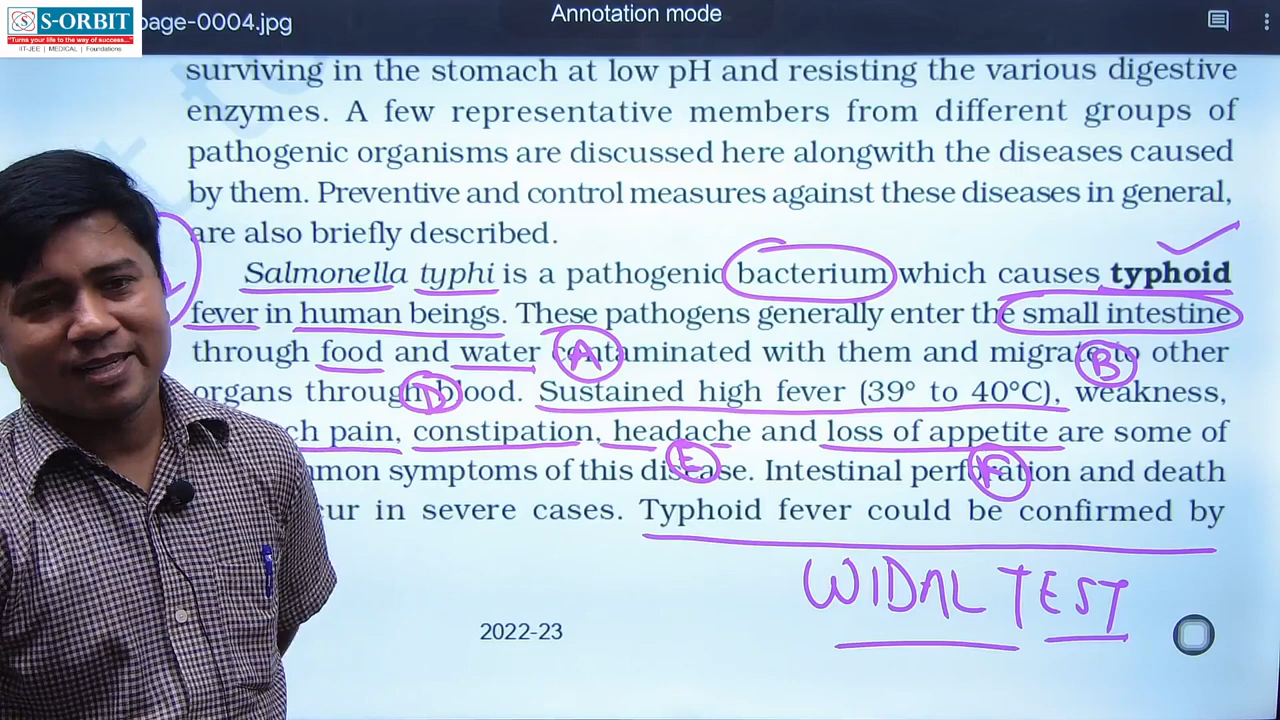 S-ORBIT
"Turns your life to the way of success..."
IIT-JEE | MEDICAL | Foundations
page-0004.jpg
Annotation mode
surviving in the stomach at low pH and resisting the various digestive
enzymes. A few representative members from different groups of
pathogenic organisms are discussed here alongwith the diseases caused
by them. Preventive and control measures against these diseases in general,
are also briefly described.
Salmonella typhi is a pathogenic bacterium which causes typhoid
fever in human beings. These pathogens generally enter the small intestine
through food and water contaminated with them and migrate to other
A
B
organs through blood. Sustained high fever (39° to 40°C), weakness,
D
ch pain, constipation, headache and loss of appetite are some of
mon symptoms of this disease. Intestinal perforation and death
E
cur in severe cases. Typhoid fever could be confirmed by
WIDAL TEST
2022-23